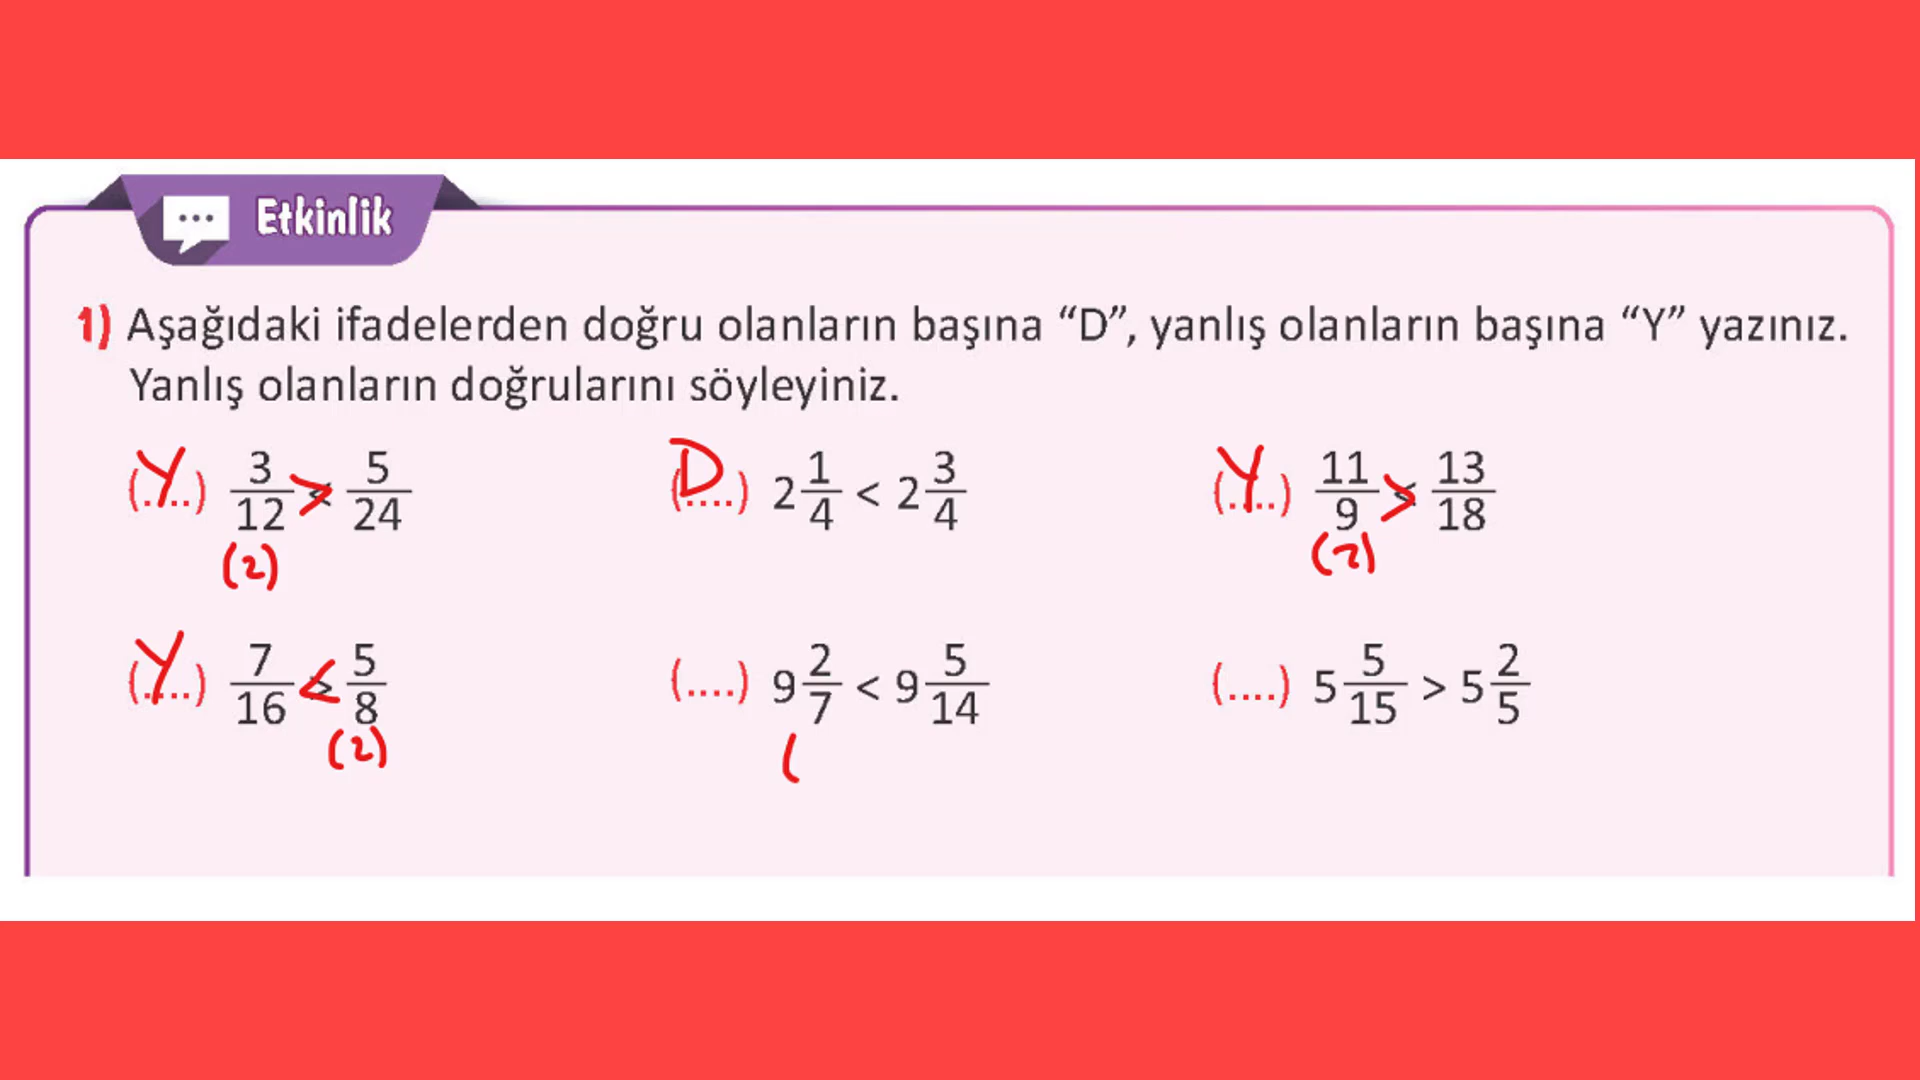 Etkinlik
1) Aşağıdaki ifadelerden doğru olanların başına “D”, yanlış olanların başına “Y” yazınız.
Yanlış olanların doğrularını söyleyiniz.
(....) Y 3/12 > 5/24 (....) D 2 1/4 < 2 3/4 (....) Y 11/9 > 13/18
(2) (2)
(....) Y 7/16 < 5/8 (....) 9 2/7 < 9 5/14 (....) 5 5/15 > 5 2/5
(2) (